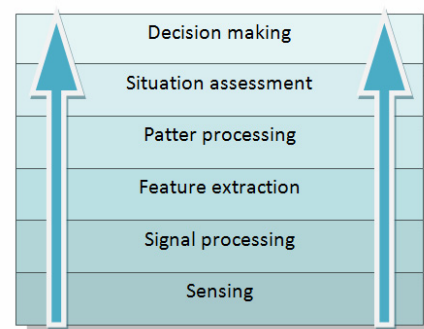 Decision making
Situation assessment
Patter processing
Feature extraction
Signal processing
Sensing